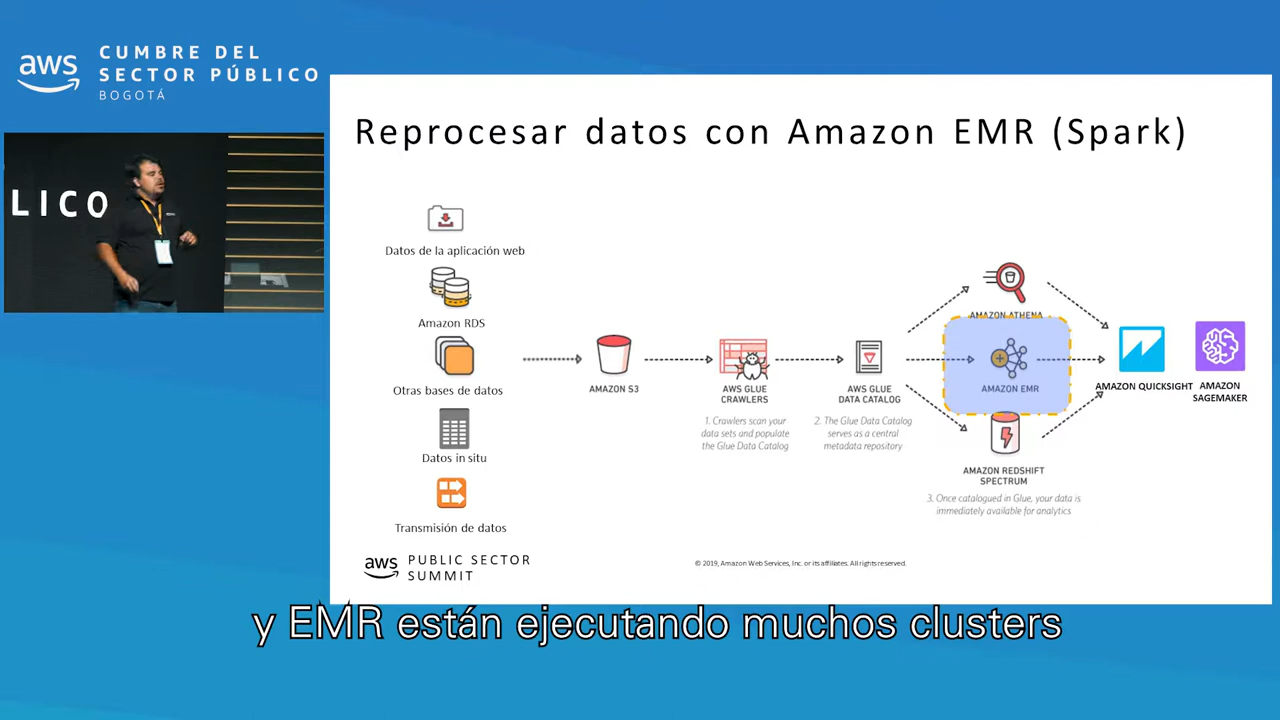 aws
CUMBRE DEL
SECTOR PÚBLICO
BOGOTÁ
LICO
Reprocesar datos con Amazon EMR (Spark)
Datos de la aplicación web
Amazon RDS
Otras bases de datos
Datos in situ
Transmisión de datos
AMAZON S3
AWS GLUE
CRAWLERS
1. Crawlers scan your
data sets and populate
the Glue Data Catalog
AWS GLUE
DATA CATALOG
2. The Glue Data Catalog
serves as a central
metadata repository
AMAZON ATHENA
AMAZON EMR
AMAZON REDSHIFT
SPECTRUM
3. Once catalogued in Glue, your data is
immediately available for analytics
AMAZON QUICKSIGHT
AMAZON
SAGEMAKER
aws
PUBLIC SECTOR
SUMMIT
© 2019, Amazon Web Services, Inc. or its affiliates. All rights reserved.
y EMR están ejecutando muchos clusters